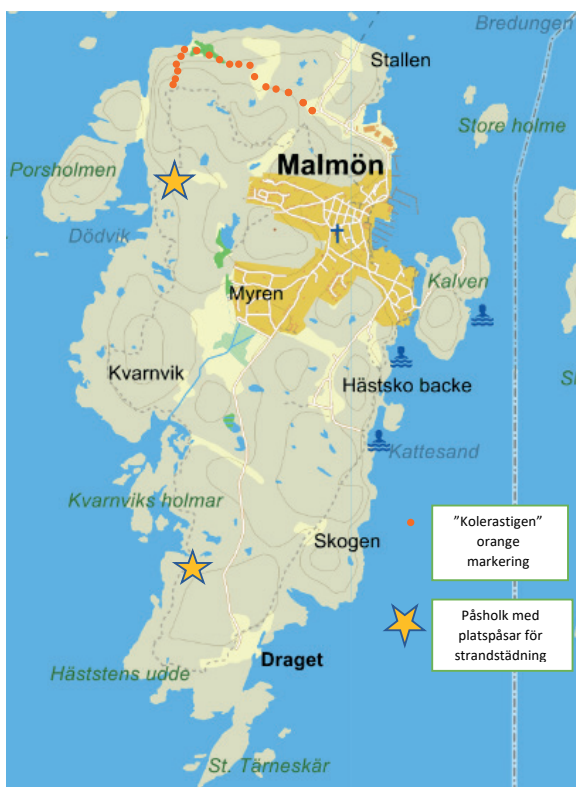 Bredungen
Stallen
Store holme
Malmön
Porsholmen
Dödvik
Kalven
Myren
Kvarnvik
Hästsko backe
Kattesand
Kvarnviks holmar
Skogen
"Kolerastigen"
orange
markering
Påsholk med
platspåsar för
strandstädning
Draget
Häststens udde
St. Tärneskär